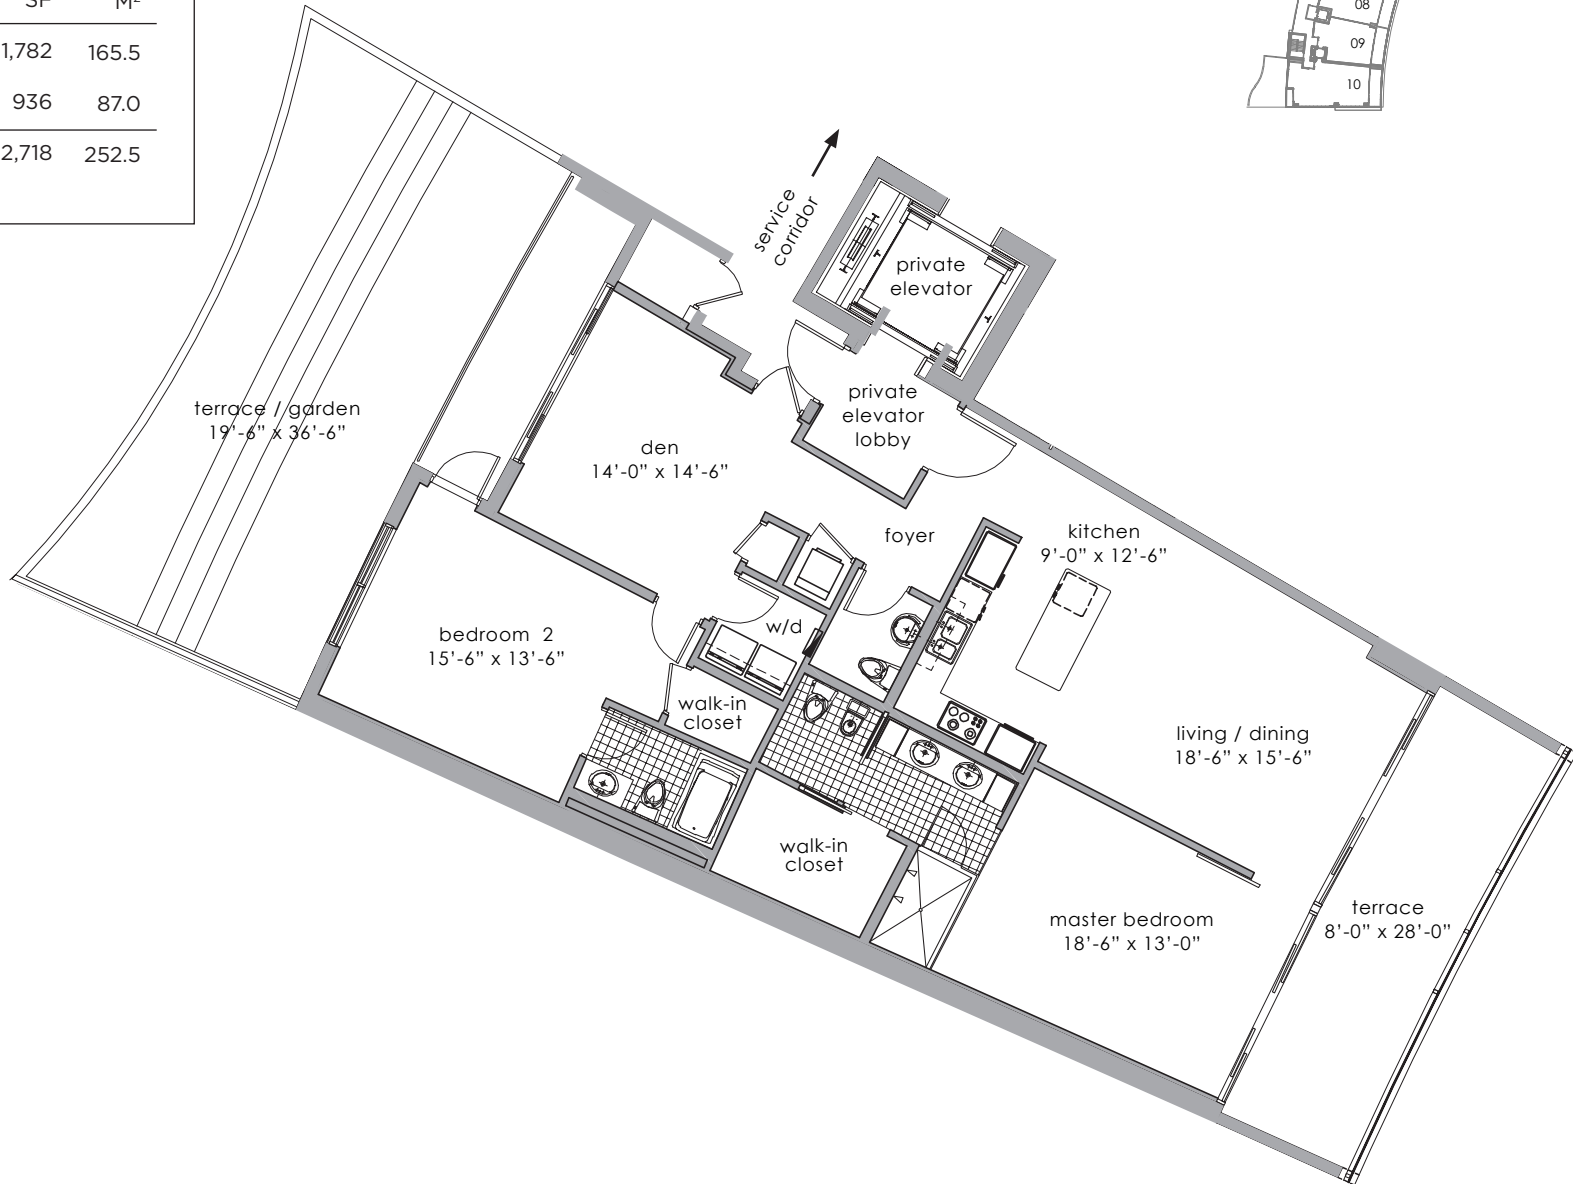 SF M²
1,782 165.5
936 87.0
2,718 252.5
08
09
10
service
corridor
private
elevator
private
elevator
lobby
terrace / garden
19'-6” x 36'-6”
den
14'-0” x 14'-6”
foyer
kitchen
9'-0” x 12'-6”
w/d
bedroom 2
15'-6” x 13'-6”
walk-in
closet
living / dining
18'-6” x 15'-6”
walk-in
closet
master bedroom
18'-6” x 13'-0”
terrace
8'-0” x 28'-0”